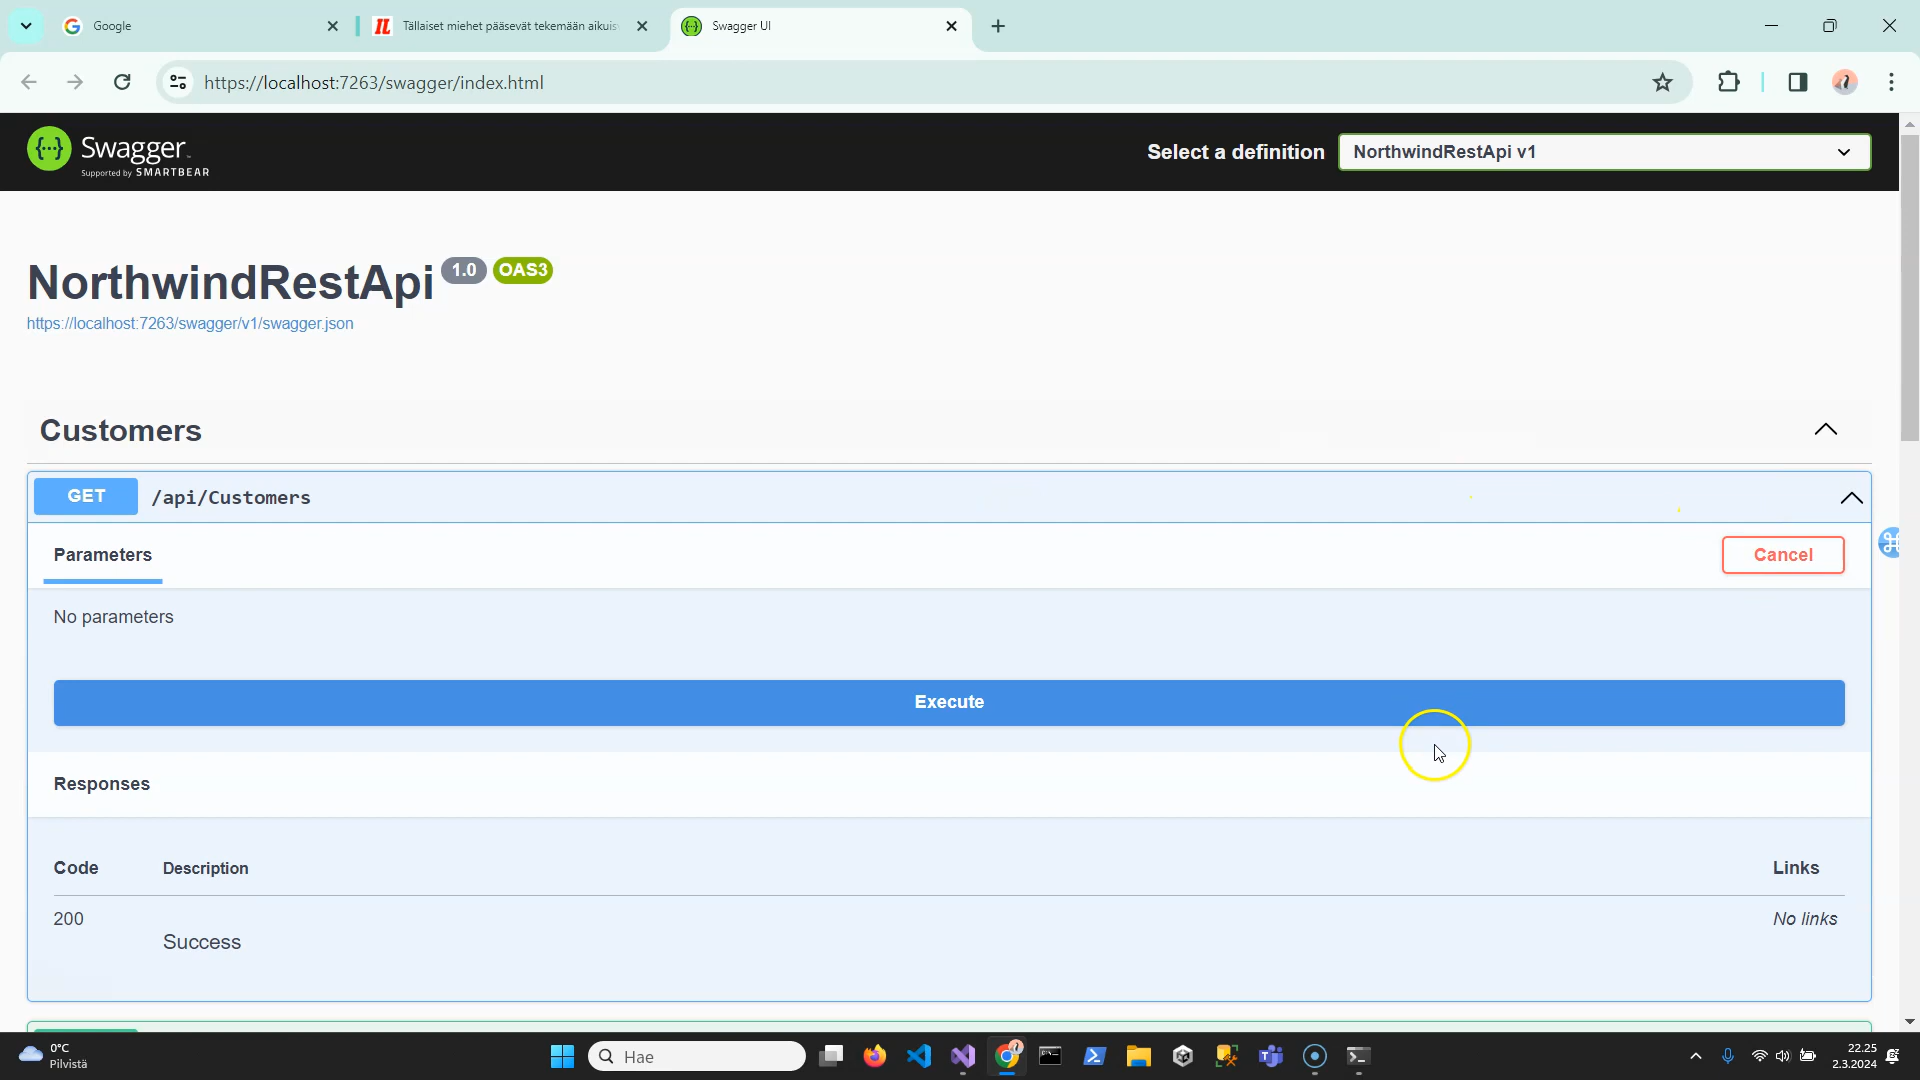 Google
Tällaiset miehet pääsevät tekemään aikuis
Swagger UI
https://localhost:7263/swagger/index.html
Swagger
Supported by SMARTBEAR
Select a definition
NorthwindRestApi v1
NorthwindRestApi 1.0 OAS3
https://localhost:7263/swagger/v1/swagger.json
Customers
GET /api/Customers
Parameters
Cancel
No parameters
Execute
Responses
Code Description Links
200 Success No links
0°C
Pilvistä
Hae
22.25
2.3.2024